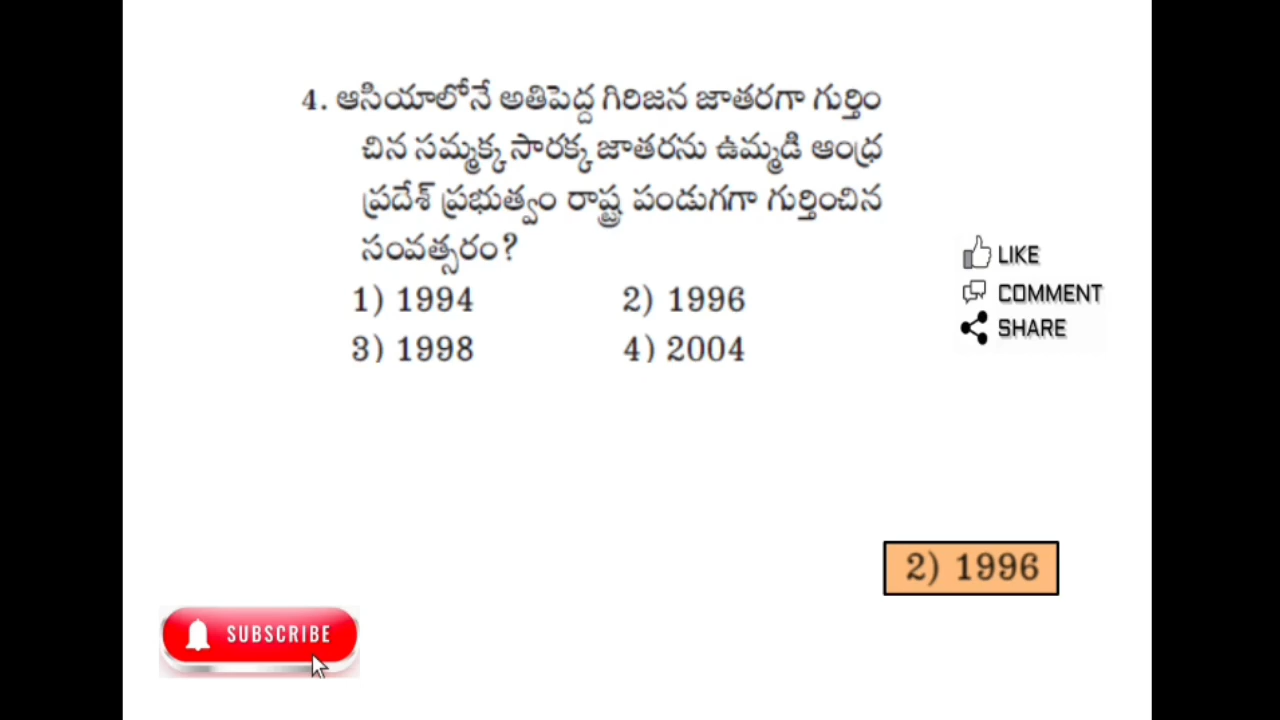 4. ఆసియాలోనే అతిపెద్ద గిరిజన జాతరగా గుర్తిం
చిన సమ్మక్క సారక్క జాతరను ఉమ్మడి ఆంధ్ర
ప్రదేశ్ ప్రభుత్వం రాష్ట్ర పండుగగా గుర్తించిన
సంవత్సరం?
1) 1994 2) 1996
3) 1998 4) 2004
LIKE
COMMENT
SHARE
2) 1996
SUBSCRIBE